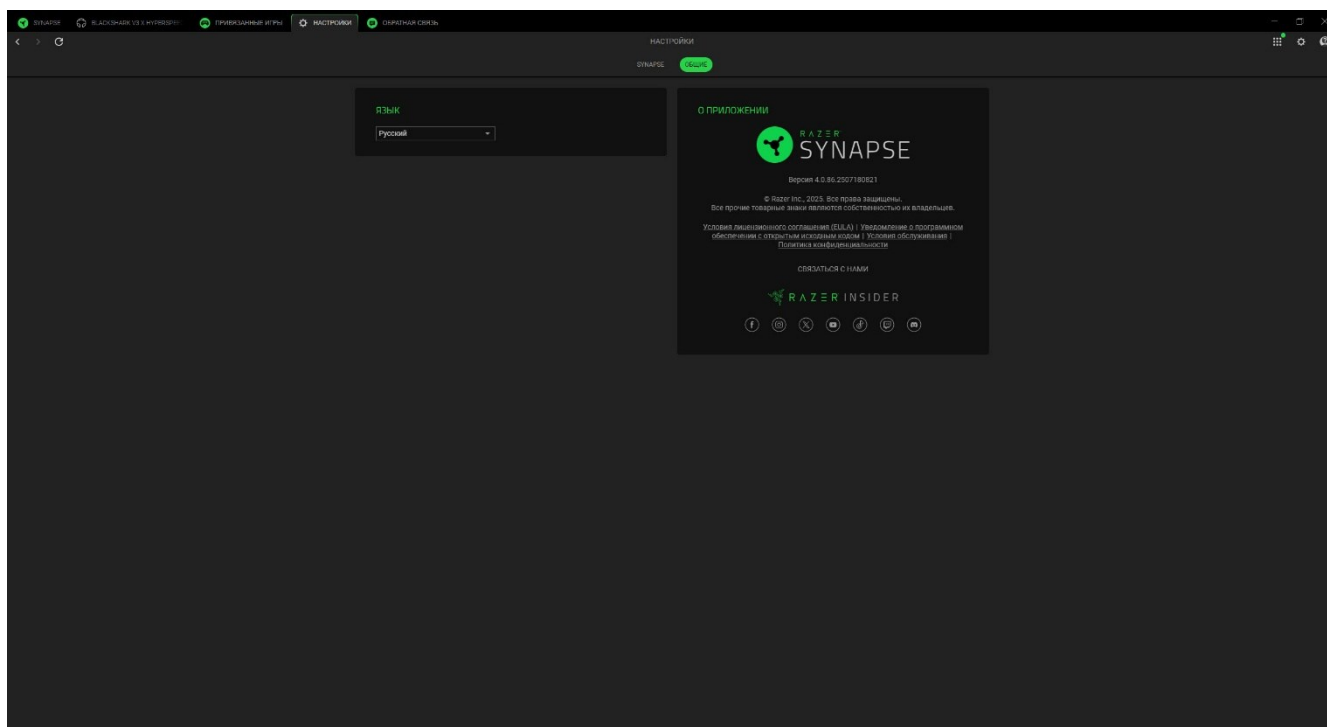 SYNAPSE
BLACKSHARK V3 X HYPERSPE
ПРИВЯЗАННЫЕ ИГРЫ
НАСТРОЙКИ
ОБРАТНАЯ СВЯЗЬ
НАСТРОЙКИ
SYNAPSE
ОБЩИЕ
ЯЗЫК
Русский
О ПРИЛОЖЕНИИ
RAZER
SYNAPSE
Версия 4.0.86.2507180821
© Razer Inc., 2025. Все права защищены.
Все прочие товарные знаки являются собственностью их владельцев.
Условия лицензионного соглашения (EULA) | Уведомление о программном
обеспечении с открытым исходным кодом | Условия обслуживания |
Политика конфиденциальности
СВЯЗАТЬСЯ С НАМИ
RAZER INSIDER